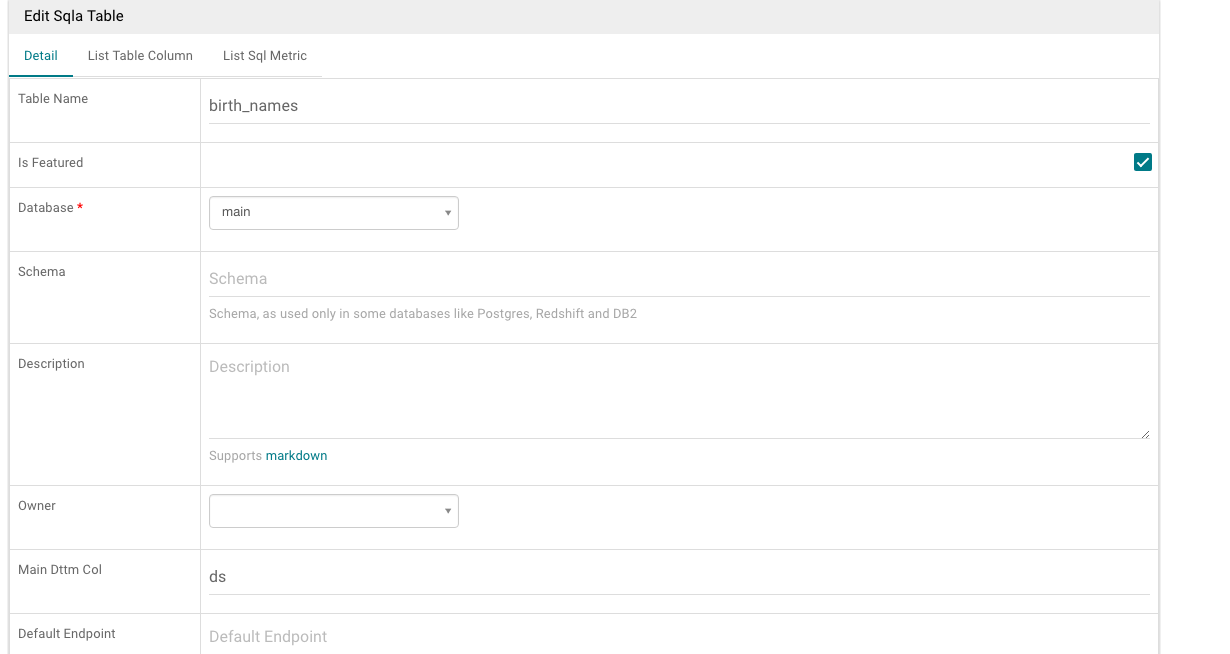 Edit Sqla Table
Detail List Table Column List Sql Metric
Table Name birth_names
Is Featured
Database * main
Schema Schema
Schema, as used only in some databases like Postgres, Redshift and DB2
Description Description
Supports markdown
Owner
Main Dttm Col ds
Default Endpoint Default Endpoint